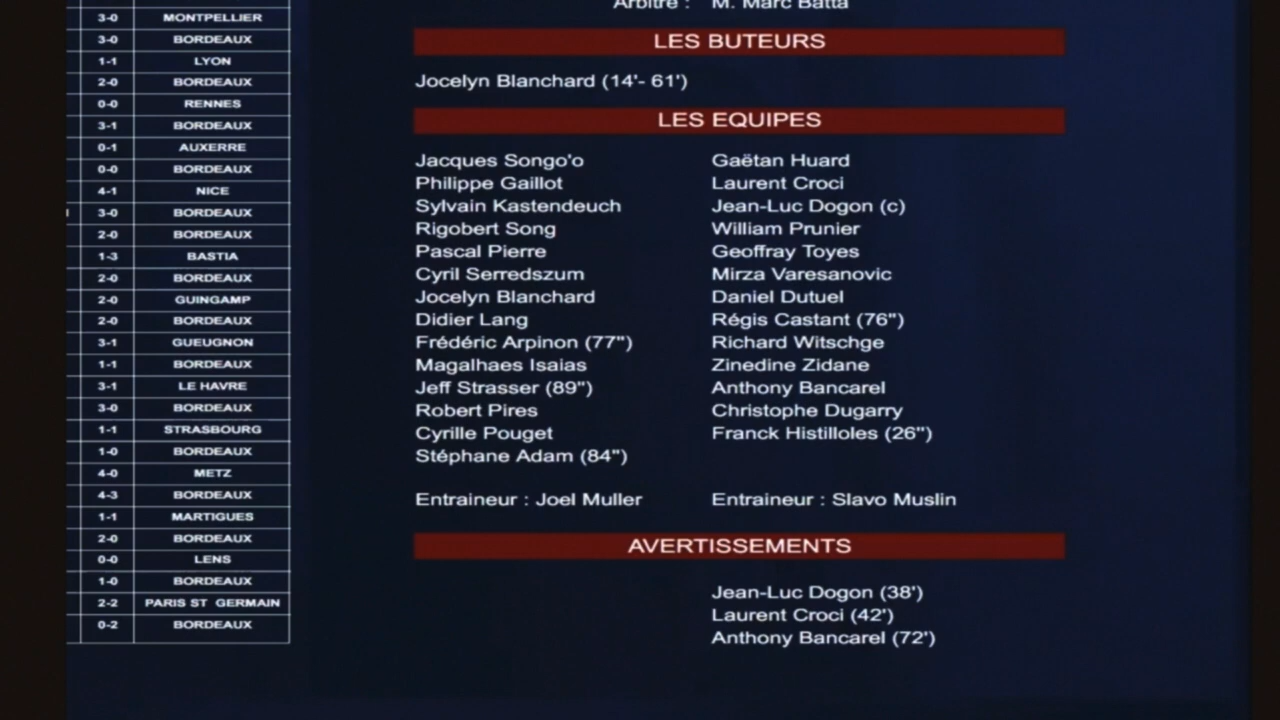 3-0 MONTPELLIER
3-0 BORDEAUX
1-1 LYON
2-0 BORDEAUX
0-0 RENNES
3-1 BORDEAUX
0-1 AUXERRE
0-0 BORDEAUX
4-1 NICE
3-0 BORDEAUX
2-0 BORDEAUX
1-3 BASTIA
2-0 BORDEAUX
2-0 GUINGAMP
2-0 BORDEAUX
3-1 GUEUGNON
1-1 BORDEAUX
3-1 LE HAVRE
3-0 BORDEAUX
1-1 STRASBOURG
1-0 BORDEAUX
4-0 METZ
4-3 BORDEAUX
1-1 MARTIGUES
2-0 BORDEAUX
0-0 LENS
1-0 BORDEAUX
2-2 PARIS ST GERMAIN
0-2 BORDEAUX
Arbitre : M. Marc Batta
LES BUTEURS
Jocelyn Blanchard (14'- 61')
LES EQUIPES
Jacques Songo'o Gaëtan Huard
Philippe Gaillot Laurent Croci
Sylvain Kastendeuch Jean-Luc Dogon (c)
Rigobert Song William Prunier
Pascal Pierre Geoffray Toyes
Cyril Serredszum Mirza Varesanovic
Jocelyn Blanchard Daniel Dutuel
Didier Lang Régis Castant (76")
Frédéric Arpinon (77") Richard Witschge
Magalhaes Isaias Zinedine Zidane
Jeff Strasser (89") Anthony Bancarel
Robert Pires Christophe Dugarry
Cyrille Pouget Franck Histilloles (26")
Stéphane Adam (84")
Entraineur : Joel Muller Entraineur : Slavo Muslin
AVERTISSEMENTS
Jean-Luc Dogon (38')
Laurent Croci (42')
Anthony Bancarel (72')